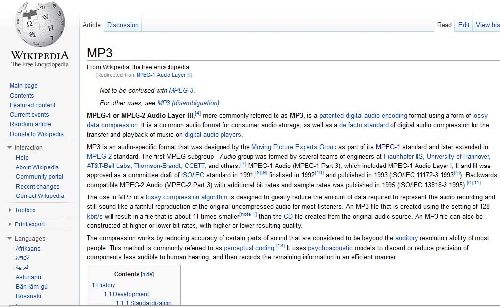 WIKIPEDIA
The Free Encyclopedia
Main page
Contents
Featured content
Current events
Random article
Donate to Wikipedia
Interaction
Help
About Wikipedia
Community portal
Recent changes
Contact Wikipedia
Toolbox
Print/export
Languages
Afrikaans
العربية
Asturianu
Bân-lâm-gú
Bosanski
Article Discussion Read Edit View his
MP3
From Wikipedia, the free encyclopedia
(Redirected from MPEG-1 Audio Layer
Not to be confused with MPEG-3.
For other uses, see MP3 (disambiguation)
MPEG-1 or MPEG-2 Audio Layer III,[4] more commonly referred to as MP3, is a patented digital audio encoding format using a form of lossy
data compression. It is a common audio format for consumer audio storage, as well as a de facto standard of digital audio compression for the
transfer and playback of music on digital audio players.
MP3 is an audio-specific format that was designed by the Moving Picture Experts Group as part of its MPEG-1 standard and later extended in
MPEG-2 standard. The first MPEG subgroup - Audio group was formed by several teams of engineers at Fraunhofer IIS, University of Hannover,
AT&T-Bell Labs, Thomson-Brandt, CCETT, and others. MPEG-1 Audio (MPEG-1 Part 3), which included MPEG-1 Audio Layer I, II and III was
approved as a committee draft of ISO/IEC standard in 1991, finalised in 1992 and published in 1993 (ISO/IEC 11172-3:1993). Backwards
compatible MPEG-2 Audio (MPEG-2 Part 3) with additional bit rates and sample rates was published in 1995 (ISO/IEC 13818-3:1995).
The use in MP3 of a lossy compression algorithm is designed to greatly reduce the amount of data required to represent the audio recording and
still sound like a faithful reproduction of the original uncompressed audio for most listeners. An MP3 file that is created using the setting of 128
kbit/s will result in a file that is about 11 times smaller than the CD file created from the original audio source. An MP3 file can also be
constructed at higher or lower bit rates, with higher or lower resulting quality.
The compression works by reducing accuracy of certain parts of sound that are considered to be beyond the auditory resolution ability of most
people. This method is commonly referred to as perceptual coding. It uses psychoacoustic models to discard or reduce precision of
components less audible to human hearing, and then records the remaining information in an efficient manner.
Contents [hide]
1 History
1.1 Development
1.1.1 Standardization